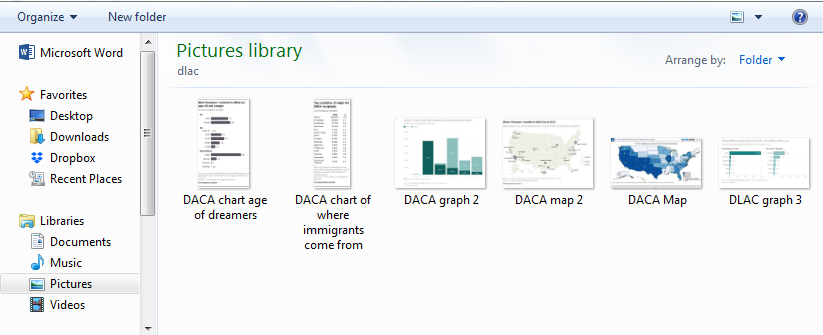 Organize
New folder
Microsoft Word
Favorites
Desktop
Downloads
Dropbox
Recent Places
Libraries
Documents
Music
Pictures
Videos
Pictures library
dlac
Arrange by: Folder
DACA chart age
of dreamers
DACA chart of
where
immigrants
come from
DACA graph 2
DACA map 2
DACA Map
DLAC graph 3